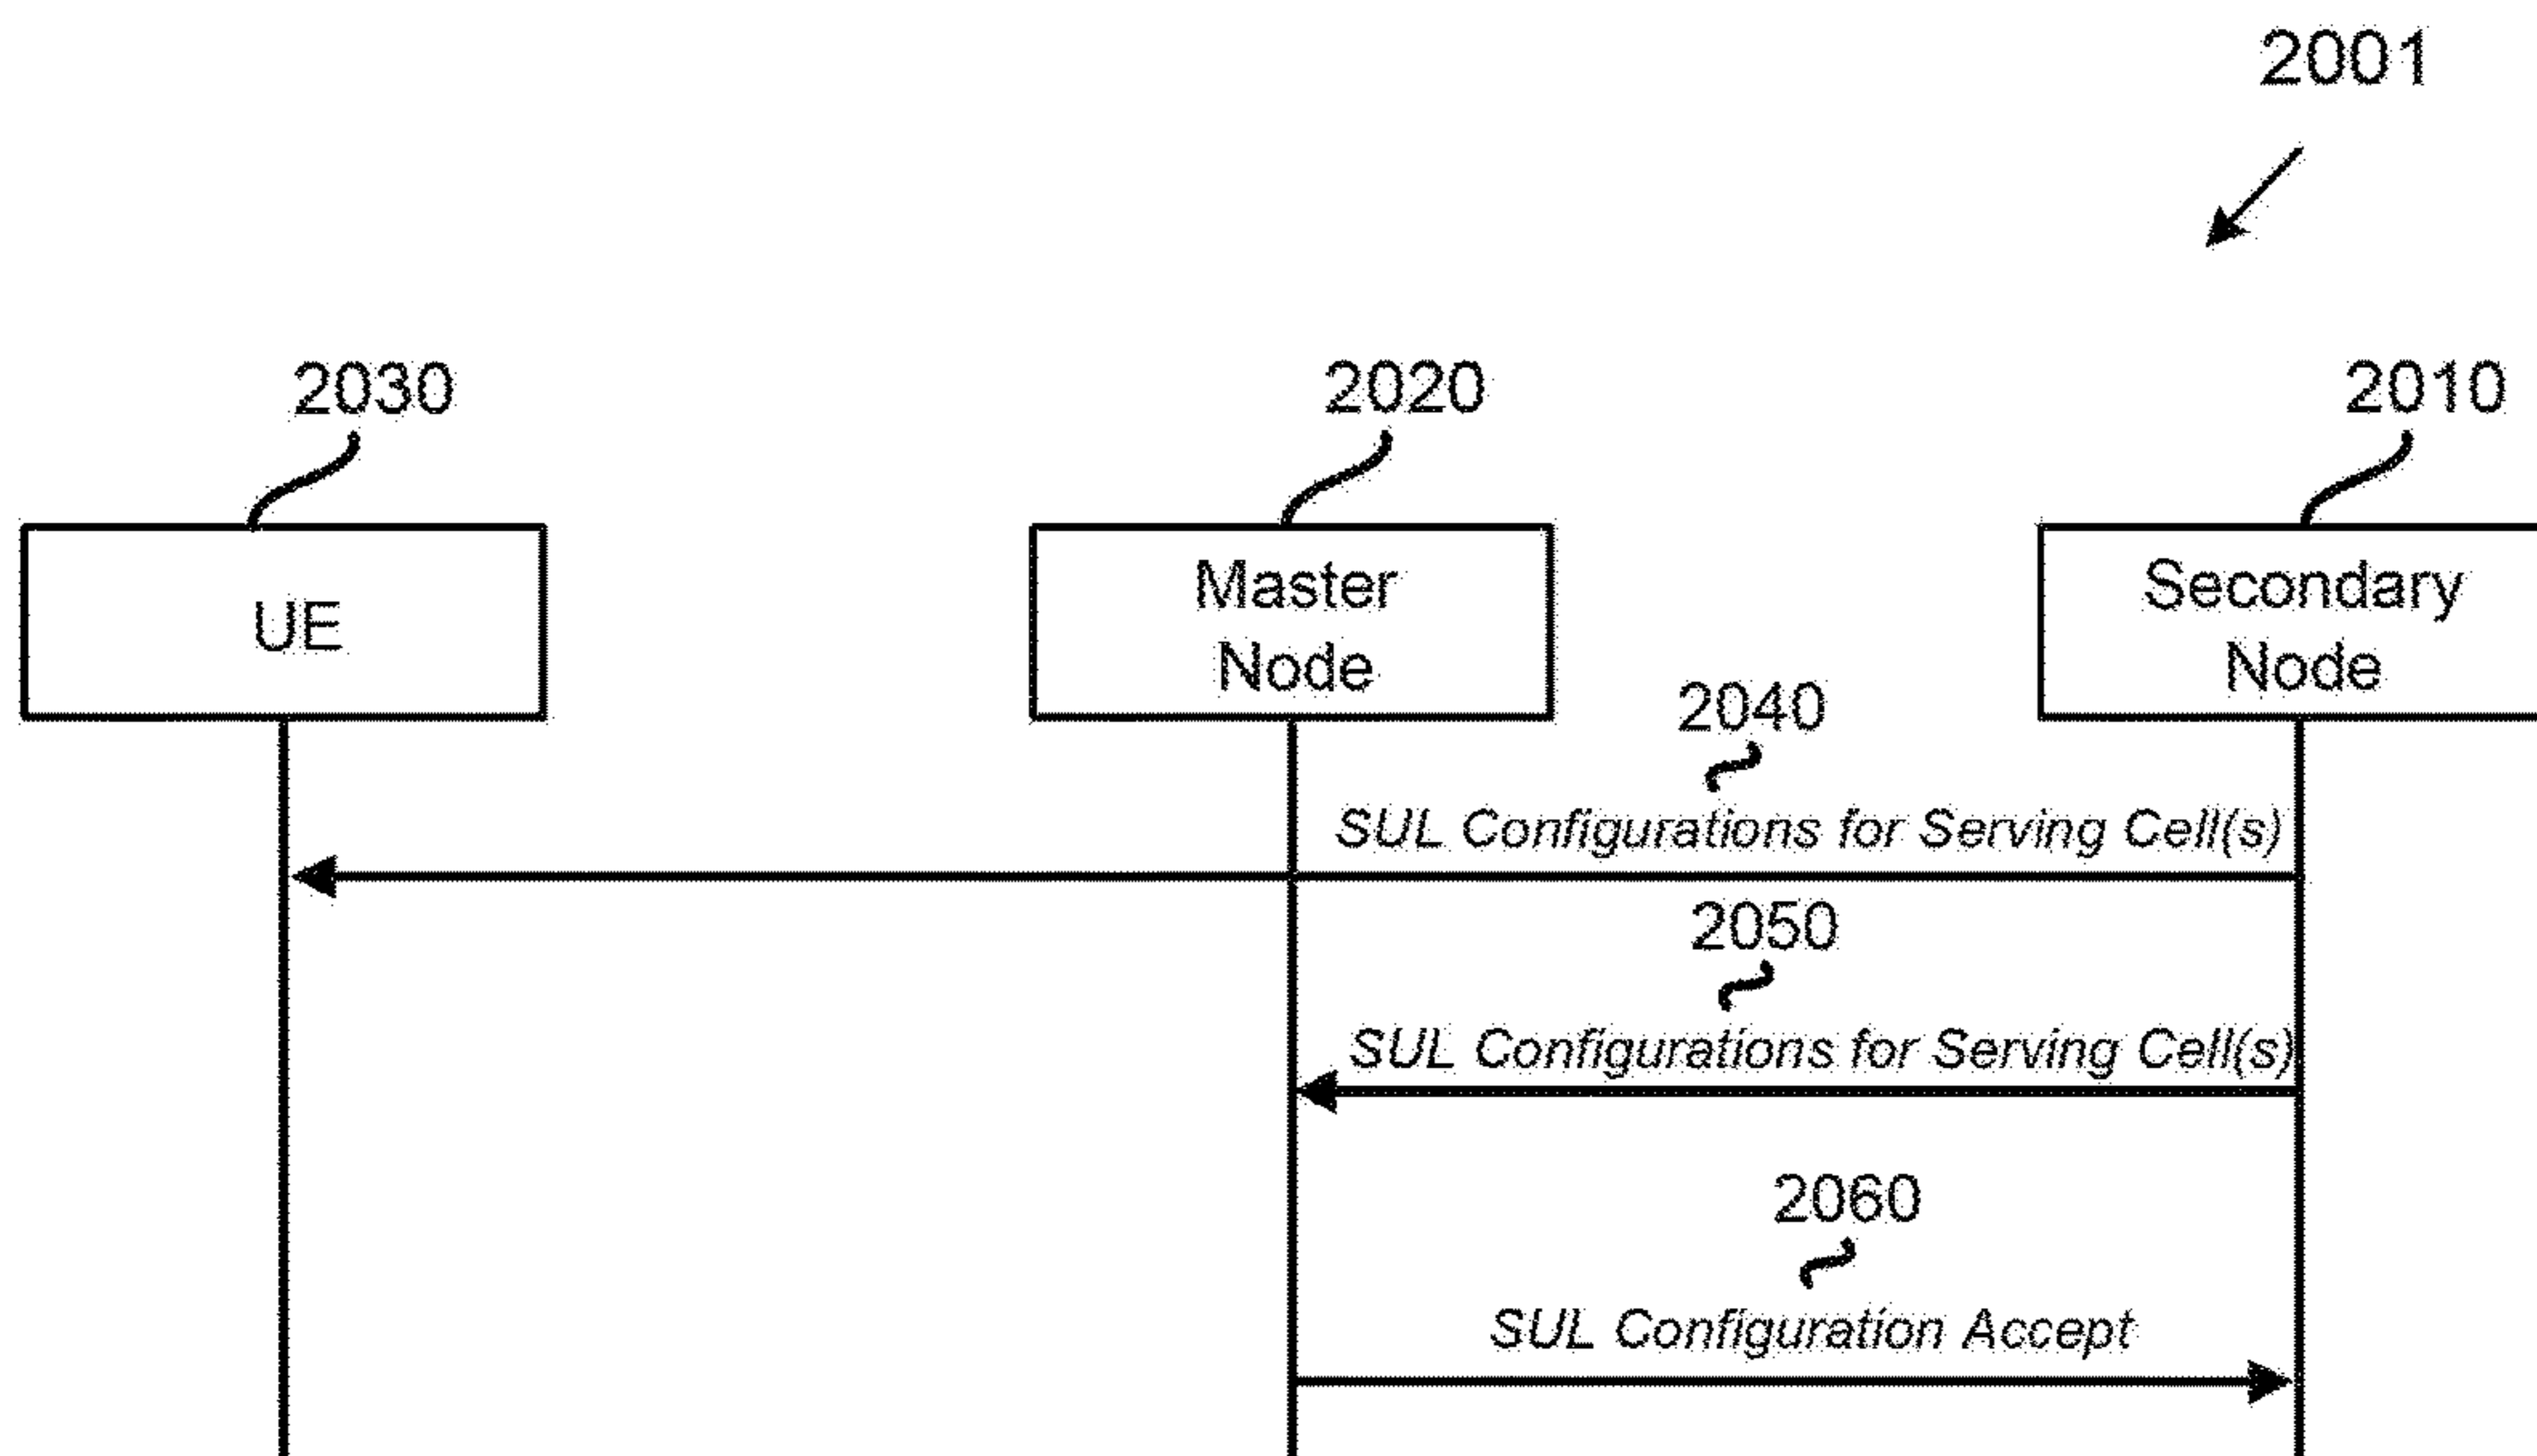 2001
2030
2020
2010
UE
Master
Node
Secondary
Node
2040
SUL Configurations for Serving Cell(s)
2050
SUL Configurations for Serving Cell(s)
2060
SUL Configuration Accept